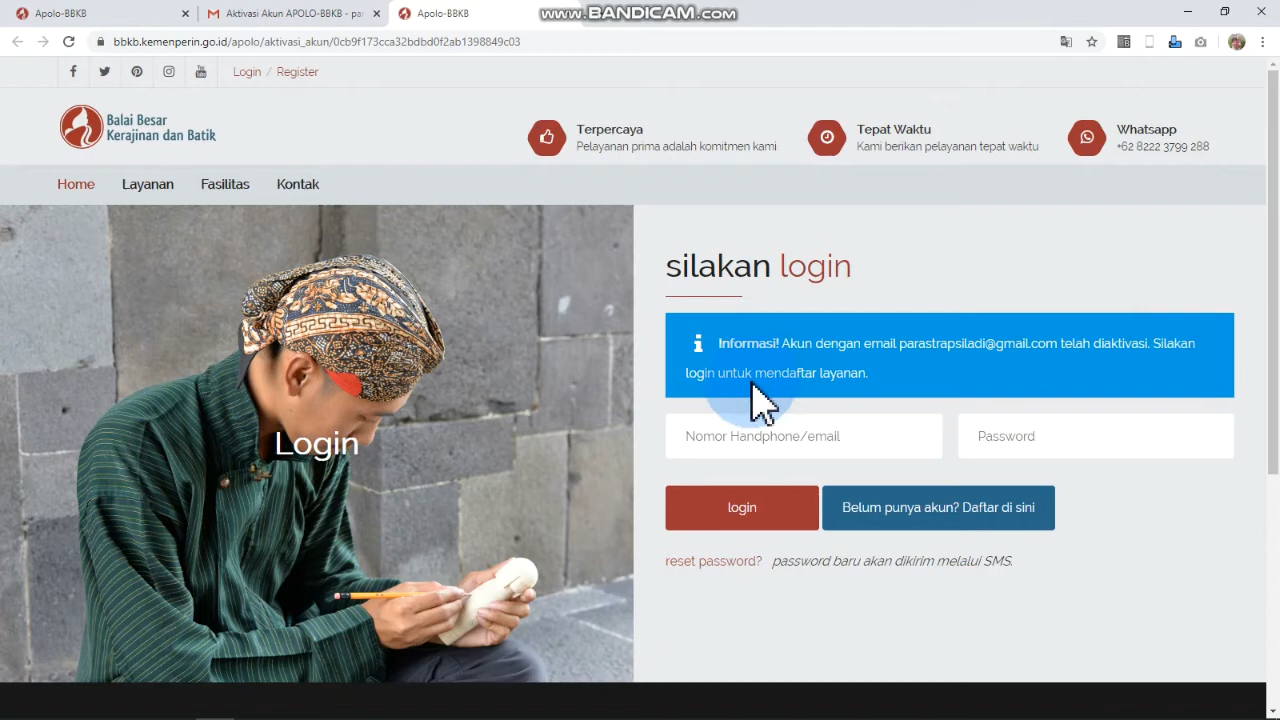 Apolo-BBKB
Aktivasi Akun APOLO-BBKB - pa
Apolo-BBKB
www.BANDICAM.com
bbkb.kemenperin.go.id/apolo/aktivasi_akun/0cb9f173cca32bdbd0f2ab1398849c03
Login / Register
Balai Besar
Kerajinan dan Batik
Terpercaya
Pelayanan prima adalah komitmen kami
Tepat Waktu
Kami berikan pelayanan tepat waktu
Whatsapp
+62 8222 3799 288
Home
Layanan
Fasilitas
Kontak
Login
silakan login
Informasi! Akun dengan email parastrapsiladi@gmail.com telah diaktivasi. Silakan
login untuk mendaftar layanan.
Nomor Handphone/email
Password
login
Belum punya akun? Daftar di sini
reset password? password baru akan dikirim melalui SMS.